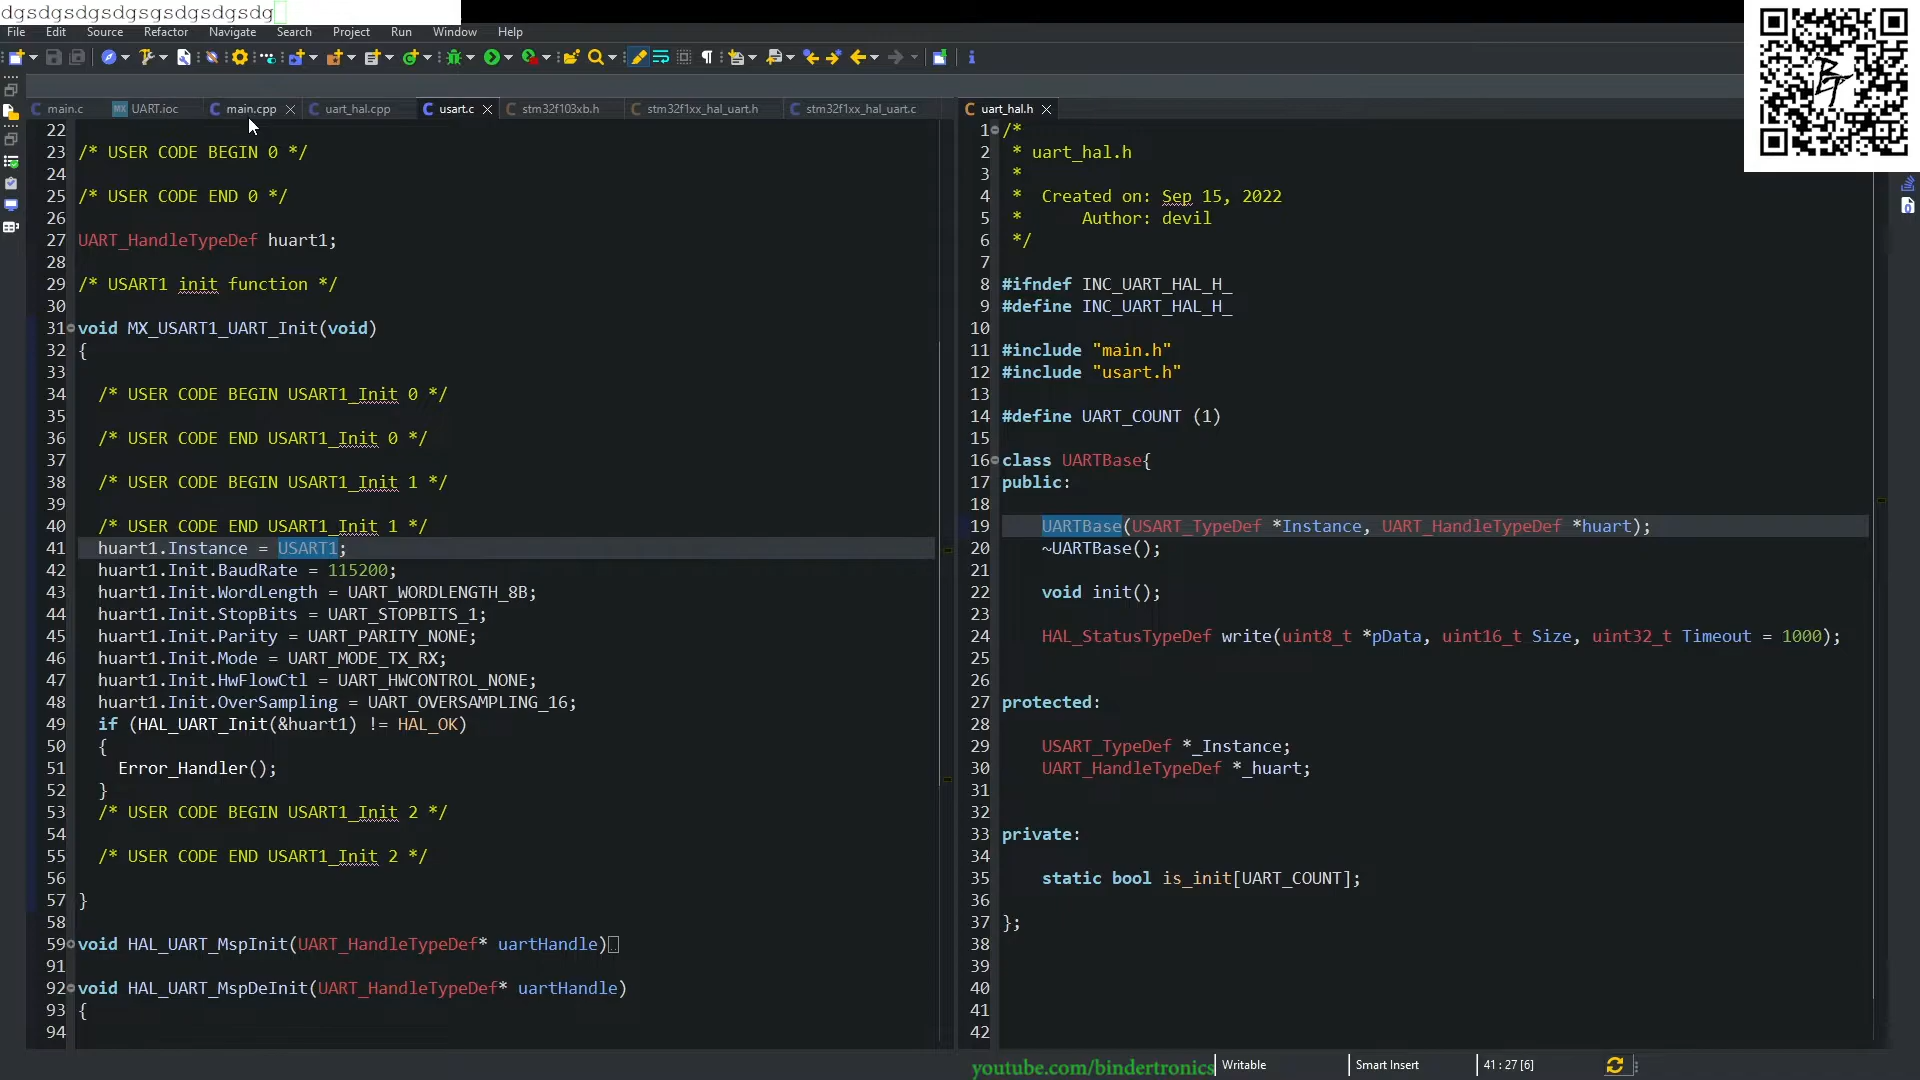 dgsdgsdgsdgsgsdgsdgsdg
File Edit Source Refactor Navigate Search Project Run Window Help
main.c UART.ioc main.cpp uart_hal.cpp usart.c stm32f103xb.h stm32f1xx_hal_uart.h stm32f1xx_hal_uart.c
22
23 /* USER CODE BEGIN 0 */
24
25 /* USER CODE END 0 */
26
27 UART_HandleTypeDef huart1;
28
29 /* USART1 init function */
30
31 void MX_USART1_UART_Init(void)
32 {
33
34 /* USER CODE BEGIN USART1_Init 0 */
35
36 /* USER CODE END USART1_Init 0 */
37
38 /* USER CODE BEGIN USART1_Init 1 */
39
40 /* USER CODE END USART1_Init 1 */
41 huart1.Instance = USART1;
42 huart1.Init.BaudRate = 115200;
43 huart1.Init.WordLength = UART_WORDLENGTH_8B;
44 huart1.Init.StopBits = UART_STOPBITS_1;
45 huart1.Init.Parity = UART_PARITY_NONE;
46 huart1.Init.Mode = UART_MODE_TX_RX;
47 huart1.Init.HwFlowCtl = UART_HWCONTROL_NONE;
48 huart1.Init.OverSampling = UART_OVERSAMPLING_16;
49 if (HAL_UART_Init(&huart1) != HAL_OK)
50 {
51 Error_Handler();
52 }
53 /* USER CODE BEGIN USART1_Init 2 */
54
55 /* USER CODE END USART1_Init 2 */
56
57 }
58
59 void HAL_UART_MspInit(UART_HandleTypeDef* uartHandle)
91
92 void HAL_UART_MspDeInit(UART_HandleTypeDef* uartHandle)
93 {
94
uart_hal.h
1 /*
2 * uart_hal.h
3 *
4 * Created on: Sep 15, 2022
5 * Author: devil
6 */
7
8 #ifndef INC_UART_HAL_H_
9 #define INC_UART_HAL_H_
10
11 #include "main.h"
12 #include "usart.h"
13
14 #define UART_COUNT (1)
15
16 class UARTBase{
17 public:
18
19 UARTBase(USART_TypeDef *Instance, UART_HandleTypeDef *huart);
20 ~UARTBase();
21
22 void init();
23
24 HAL_StatusTypeDef write(uint8_t *pData, uint16_t Size, uint32_t Timeout = 1000);
25
26
27 protected:
28
29 USART_TypeDef *_Instance;
30 UART_HandleTypeDef *_huart;
31
32
33 private:
34
35 static bool is_init[UART_COUNT];
36
37 };
38
39
40
41
42
youtube.com/bindertronics Writable Smart Insert 41 : 27 [6]